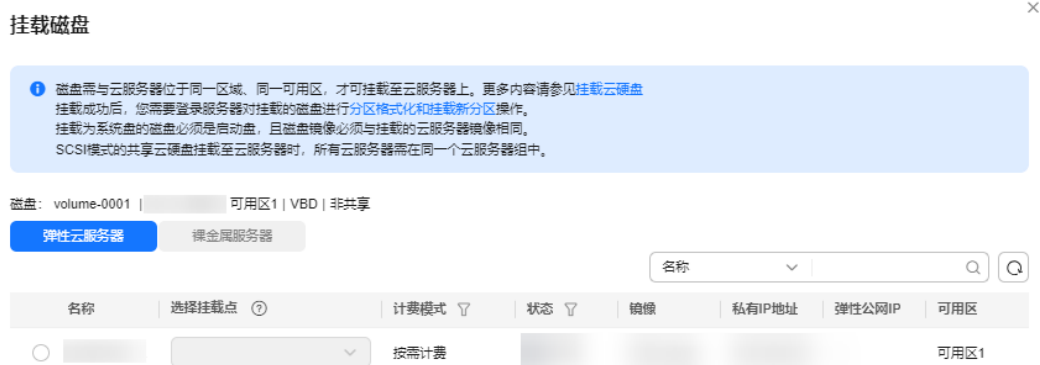 挂载磁盘
磁盘需与云服务器位于同一区域、同一可用区，才可挂载至云服务器上。更多内容请参见挂载云硬盘
挂载成功后，您需要登录服务器对挂载的磁盘进行分区格式化和挂载新分区操作。
挂载为系统盘的磁盘必须是启动盘，且磁盘镜像必须与挂载的云服务器镜像相同。
SCSI模式的共享云硬盘挂载至云服务器时，所有云服务器需在同一个云服务器组中。
磁盘： volume-0001 | 可用区1 | VBD | 非共享
弹性云服务器 裸金属服务器
名称
名称 选择挂载点 ? 计费模式 状态 镜像 私有IP地址 弹性公网IP 可用区
按需计费 可用区1